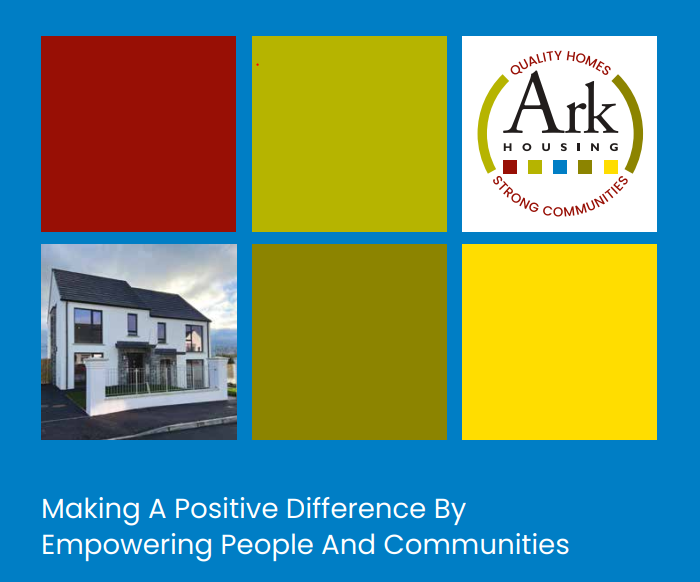 QUALITY HOMES
Ark
HOUSING
STRONG COMMUNITIES
Making A Positive Difference By
Empowering People And Communities